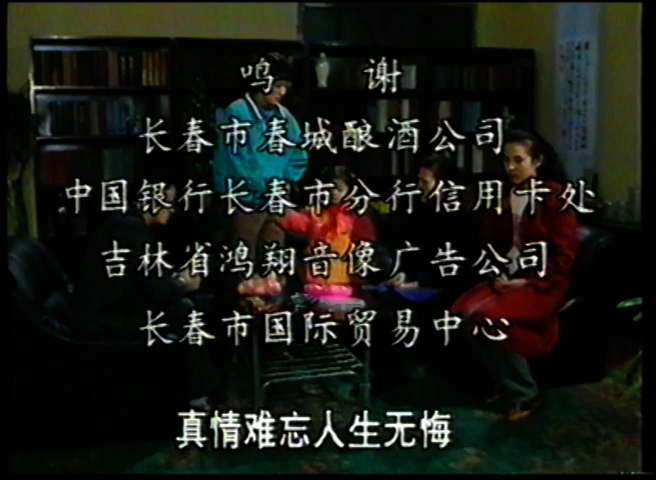 鸣 谢
长春市春城酿酒公司
中国银行长春市分行信用卡处
吉林省鸿翔音像广告公司
长春市国际贸易中心
真情难忘人生无悔